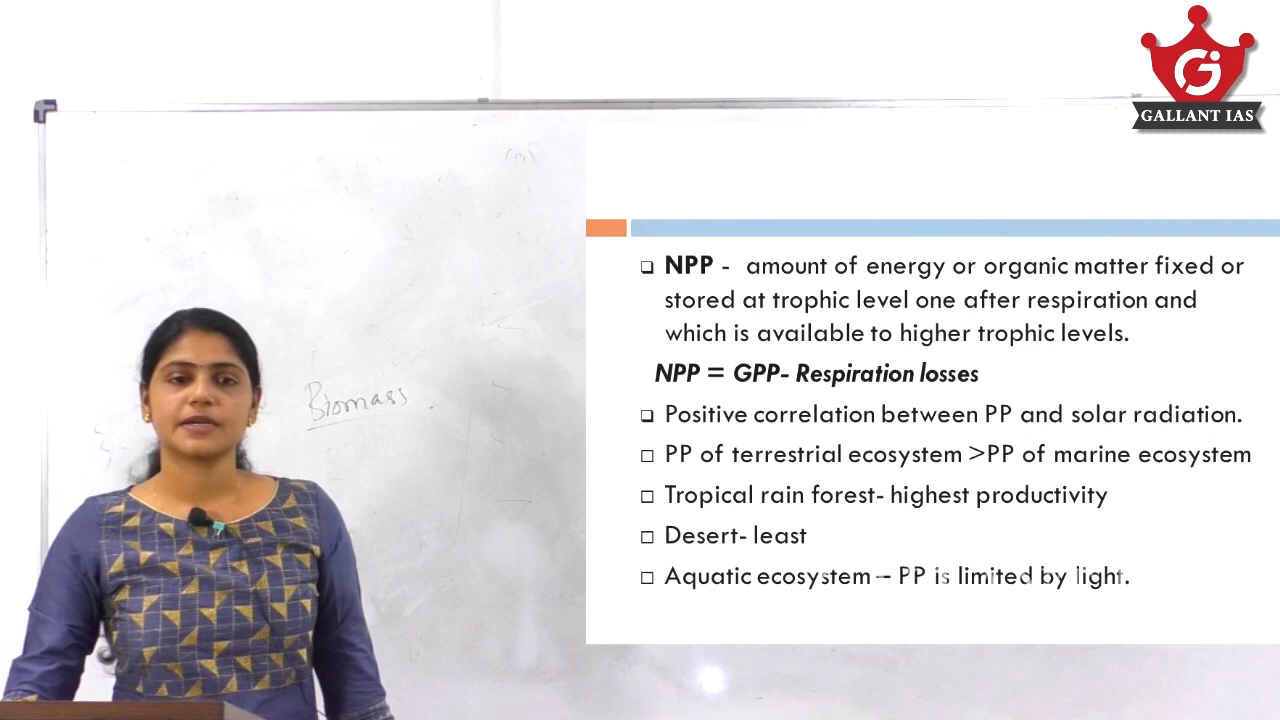 GALLANT IAS
NPP - amount of energy or organic matter fixed or
stored at trophic level one after respiration and
which is available to higher trophic levels.
NPP = GPP- Respiration losses
Positive correlation between PP and solar radiation.
PP of terrestrial ecosystem >PP of marine ecosystem
Tropical rain forest- highest productivity
Desert- least
Aquatic ecosystem – PP is limited by light.
Biomass